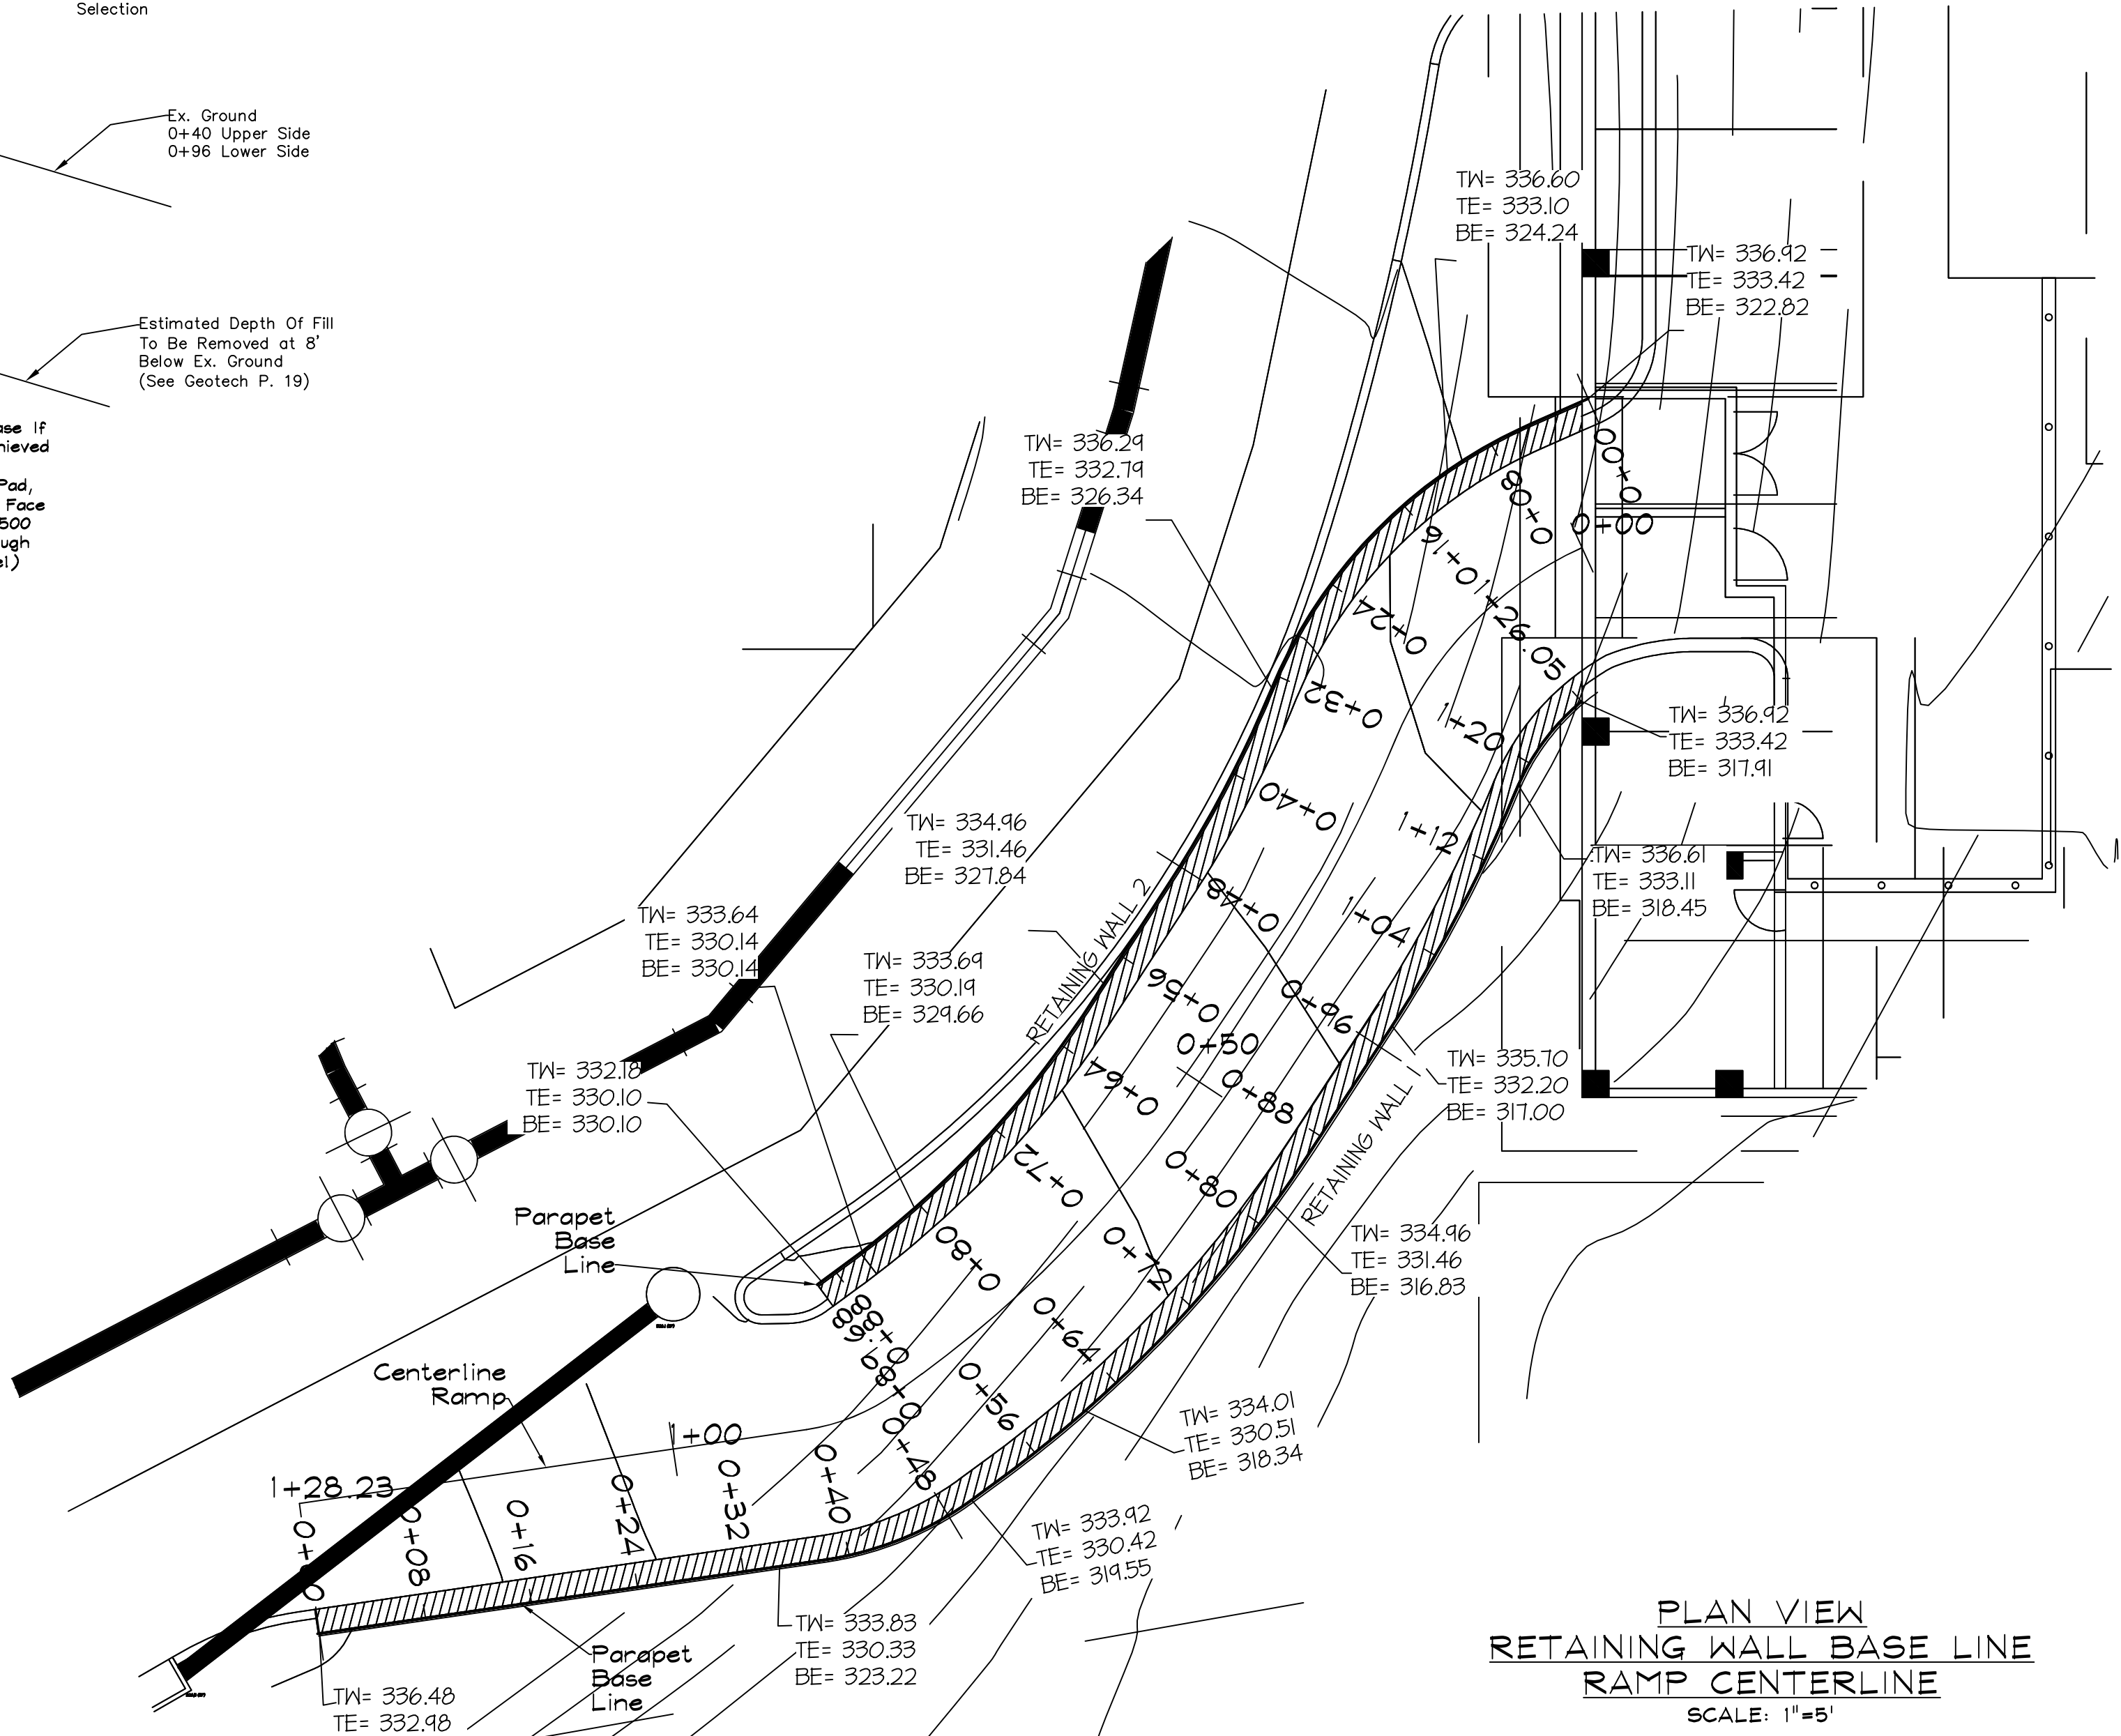 Selection
Ex. Ground
0+40 Upper Side
0+96 Lower Side
Estimated Depth Of Fill
To Be Removed at 8'
Below Ex. Ground
(See Geotech P. 19)
If
Pad,
Face
TW= 336.60
TE= 333.10
BE= 324.24
TW= 336.92
TE= 333.42
BE= 322.82
TW= 336.29
TE= 332.79
BE= 326.34
0+00
0+08
0+00
0+16
1+26.05
0+24
0+32
1+20
TW= 336.92
TE= 333.42
BE= 317.91
0+40
1+12
TW= 334.96
TE= 331.46
BE= 327.84
TW= 336.61
TE= 333.11
BE= 318.45
TW= 333.64
TE= 330.14
BE= 330.14
0+48
1+04
RETAINING WALL 2
TW= 333.69
TE= 330.19
BE= 329.66
0+56
0+96
0+50
TW= 332.18
TE= 330.10
BE= 330.10
0+64
0+88
TW= 335.70
TE= 332.20
BE= 317.00
RETAINING WALL 1
0+72
0+80
Parapet
Base
Line
0+80
0+72
TW= 334.96
TE= 331.46
BE= 316.83
0+88
0+89.68
0+64
Centerline
Ramp
0+56
TW= 334.01
TE= 330.51
BE= 318.34
1+00
0+48
0+40
0+32
0+24
0+16
0+08
1+28.23
0+00
TW= 333.92
TE= 330.42
BE= 319.55
TW= 333.83
TE= 330.33
BE= 323.22
Parapet
Base
Line
TW= 336.48
TE= 332.98
PLAN VIEW
RETAINING WALL BASE LINE
RAMP CENTERLINE
SCALE: 1"=5'